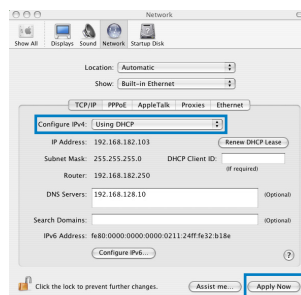 Network
Show All Displays Sound Network Startup Disk
Location: Automatic
Show: Built-in Ethernet
TCP/IP PPPoE AppleTalk Proxies Ethernet
Configure IPv4: Using DHCP
IP Address: 192.168.182.103 Renew DHCP Lease
Subnet Mask: 255.255.255.0 DHCP Client ID:
(If required)
Router: 192.168.182.250
DNS Servers: 192.168.128.10 (Optional)
Search Domains: (Optional)
IPv6 Address: fe80:0000:0000:0000:0211:24ff:fe32:b18e
Configure IPv6... ?
Click the lock to prevent further changes. Assist me... Apply Now